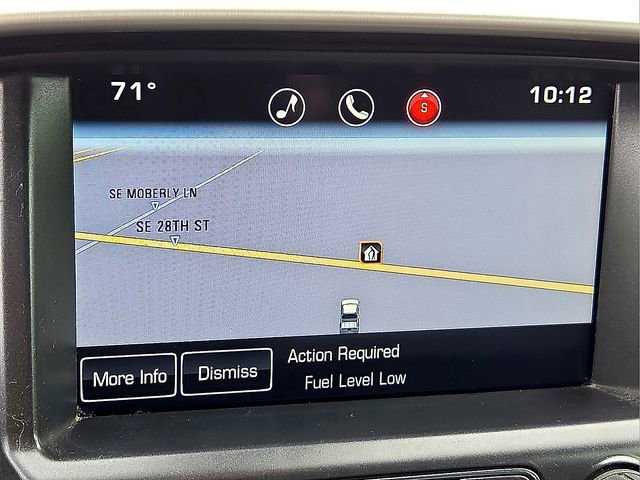 71°
S
10:12
SE MOBERLY LN
SE 28TH ST
More Info
Dismiss
Action Required
Fuel Level Low